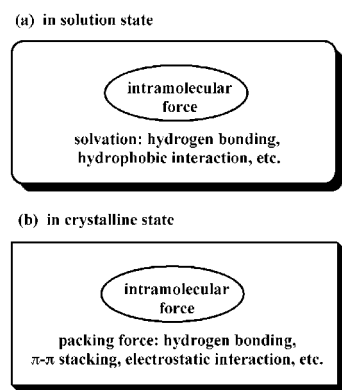 (a) in solution state
intramolecular
force
solvation: hydrogen bonding,
hydrophobic interaction, etc.
(b) in crystalline state
intramolecular
force
packing force: hydrogen bonding,
π-π stacking, electrostatic interaction, etc.